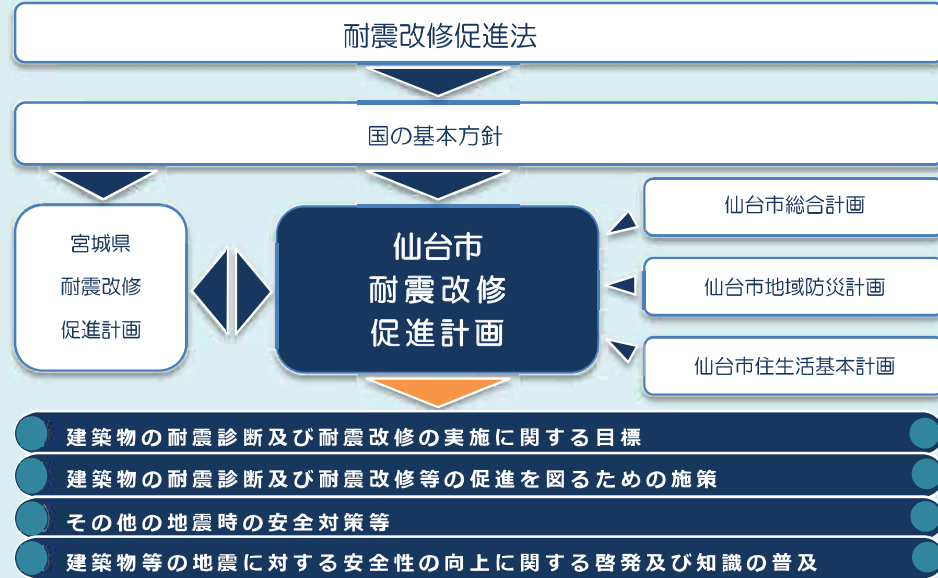 耐震改修促進法
国の基本方針
宮城県
耐震改修
促進計画
仙台市
耐震改修
促進計画
仙台市総合計画
仙台市地域防災計画
仙台市住生活基本計画
建築物の耐震診断及び耐震改修の実施に関する目標
建築物の耐震診断及び耐震改修等の促進を図るための施策
その他の地震時の安全対策等
建築物等の地震に対する安全性の向上に関する啓発及び知識の普及